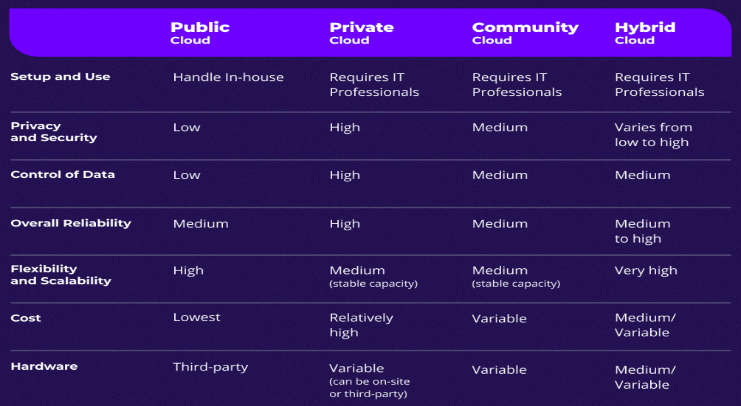 Public Private Community Hybrid
Cloud Cloud Cloud Cloud
Setup and Use Handle In-house Requires IT Requires IT Requires IT
Professionals Professionals Professionals
Privacy Low High Medium Varies from
and Security low to high
Control of Data Low High Medium Medium
Overall Reliability Medium High Medium Medium
to high
Flexibility High Medium Medium Very high
and Scalability (stable capacity) (stable capacity)
Cost Lowest Relatively Variable Medium/
high Variable
Hardware Third-party Variable Variable Medium/
(can be on-site Variable
or third-party)